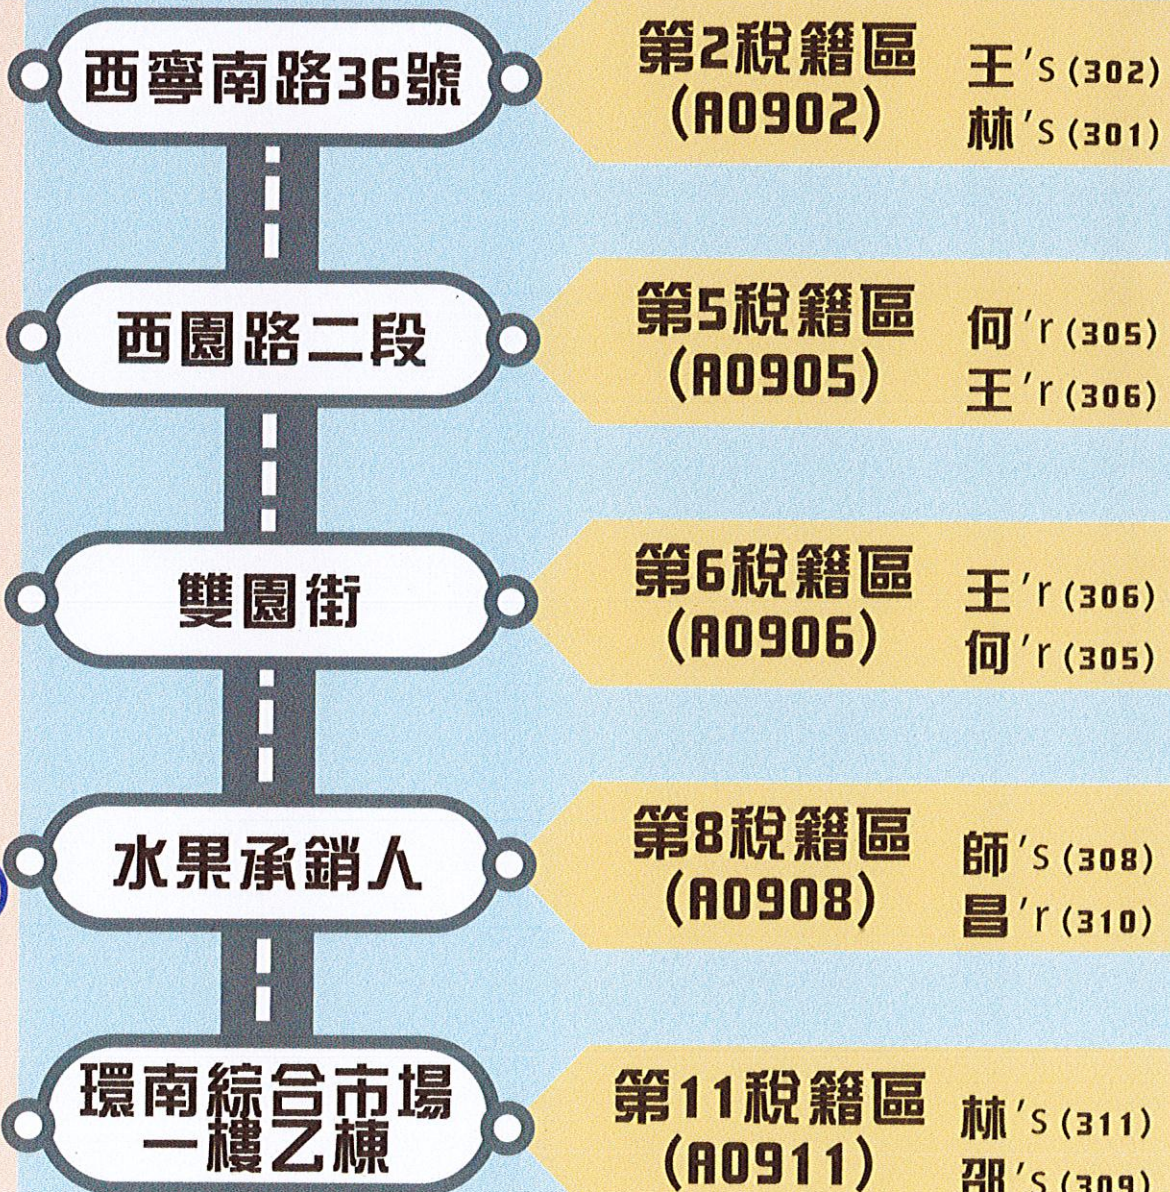 西寧南路36號
第2稅籍區
(A0902)
王's (302)
林's (301)
西園路二段
第5稅籍區
(A0905)
何'r (305)
王'r (306)
雙園街
第6稅籍區
(A0906)
王'r (306)
何'r (305)
水果承銷人
第8稅籍區
(A0908)
師's (308)
昌'r (310)
環南綜合市場
一樓乙棟
第11稅籍區
(A0911)
林's (311)
邵's (309)